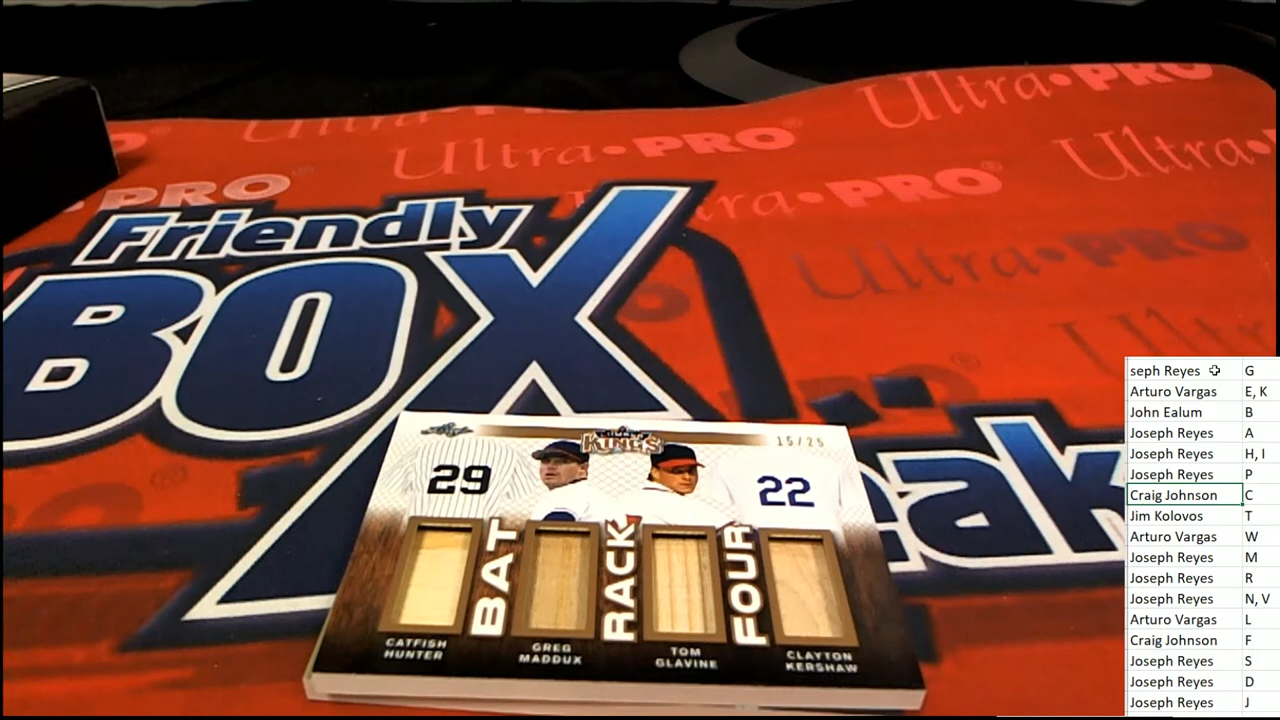 Ultra•PRO
Ultra•PRO®
Ultra•PRO
Ultra•PRO®
PRO®
Ultra•PRO
Friendly
BOX
eak
Leaf
KINGS
15/25
29
22
BAT
RACK
FOUR
CATFISH
HUNTER
GREG
MADDUX
TOM
GLAVINE
CLAYTON
KERSHAW
seph Reyes G
Arturo Vargas E, K
John Ealum B
Joseph Reyes A
Joseph Reyes H, I
Joseph Reyes P
Craig Johnson C
Jim Kolovos T
Arturo Vargas W
Joseph Reyes M
Joseph Reyes R
Joseph Reyes N, V
Arturo Vargas L
Craig Johnson F
Joseph Reyes S
Joseph Reyes D
Joseph Reyes J